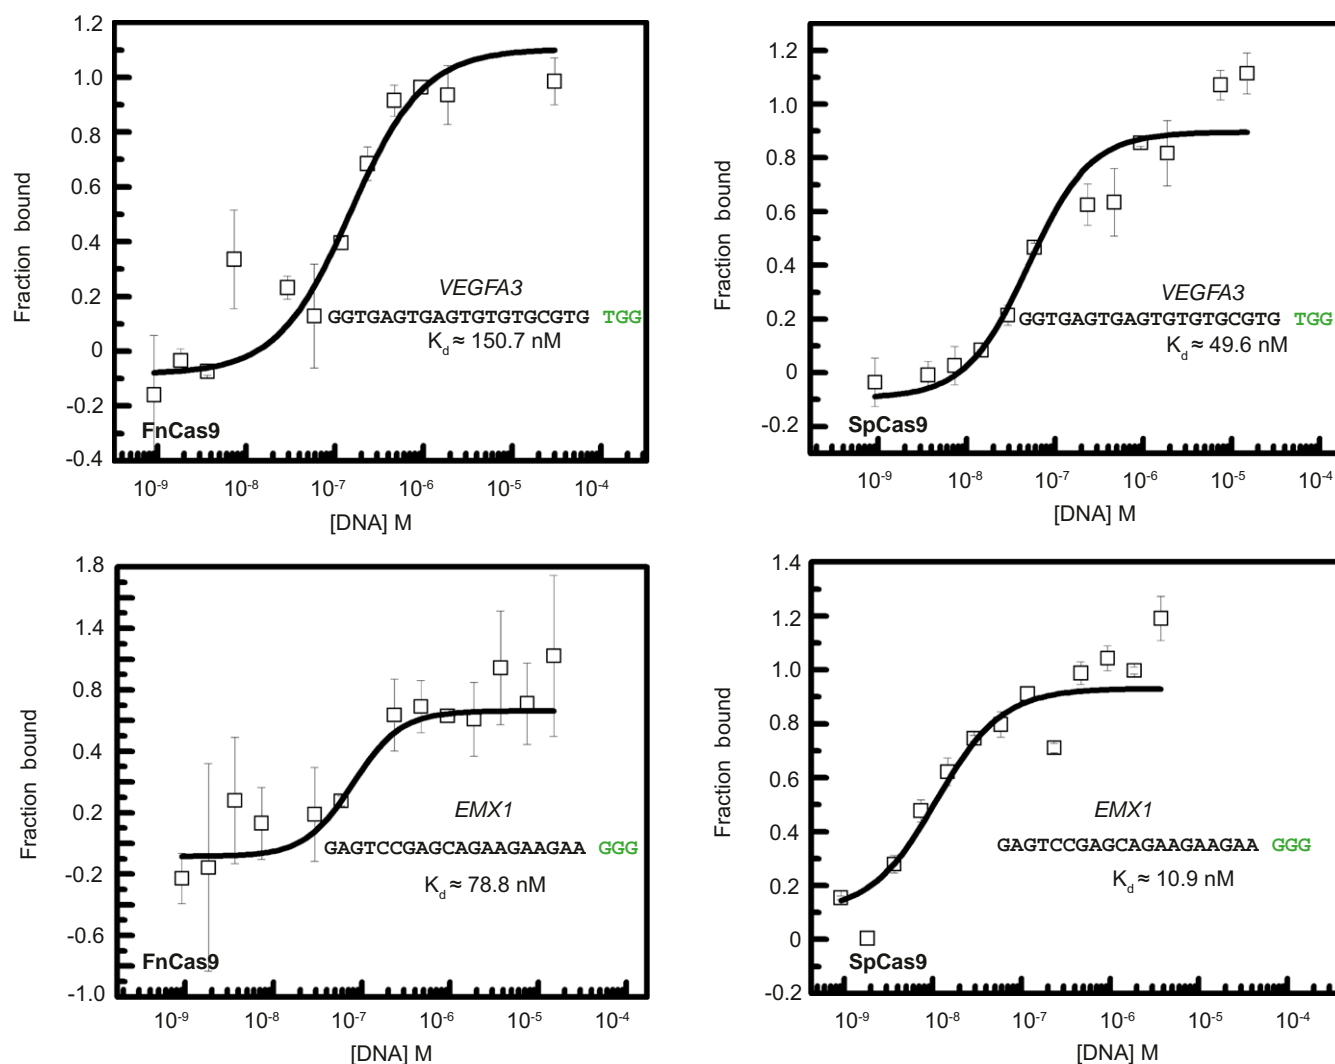 1.2
1.0
0.8
0.6
0.4
0.2
0
-0.2
-0.4
Fraction bound
VEGFA3
GGTGAGTGAGTGTGTGCGTG TGG
Kd ≈ 150.7 nM
FnCas9
10-9 10-8 10-7 10-6 10-5 10-4
[DNA] M
1.2
1.0
0.8
0.6
0.4
0.2
0
-0.2
Fraction bound
VEGFA3
GGTGAGTGAGTGTGTGCGTG TGG
Kd ≈ 49.6 nM
SpCas9
10-9 10-8 10-7 10-6 10-5 10-4
[DNA] M
1.8
1.4
0.8
0.4
0.2
-0.2
-0.6
-1.0
Fraction bound
EMX1
GAGTCCGAGCAGAAGAAGAA GGG
Kd ≈ 78.8 nM
FnCas9
10-9 10-8 10-7 10-6 10-5 10-4
[DNA] M
1.4
1.2
1.0
0.8
0.6
0.4
0.2
0
-0.2
Fraction bound
EMX1
GAGTCCGAGCAGAAGAAGAA GGG
Kd ≈ 10.9 nM
SpCas9
10-9 10-8 10-7 10-6 10-5 10-4
[DNA] M